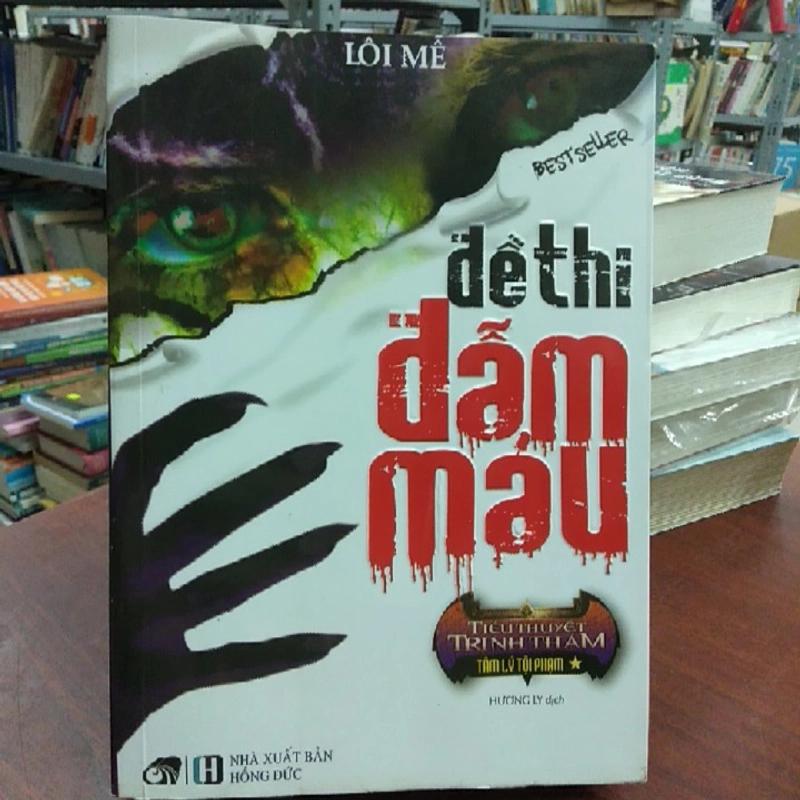 LÔI MỄ
BESTSELLER
đề thi
đẫm
máu
TIỂU THUYẾT
TRINH THÁM
TÂM LÝ TỘI PHẠM
HƯƠNG LY dịch
H
NHÀ XUẤT BẢN
HỒNG ĐỨC